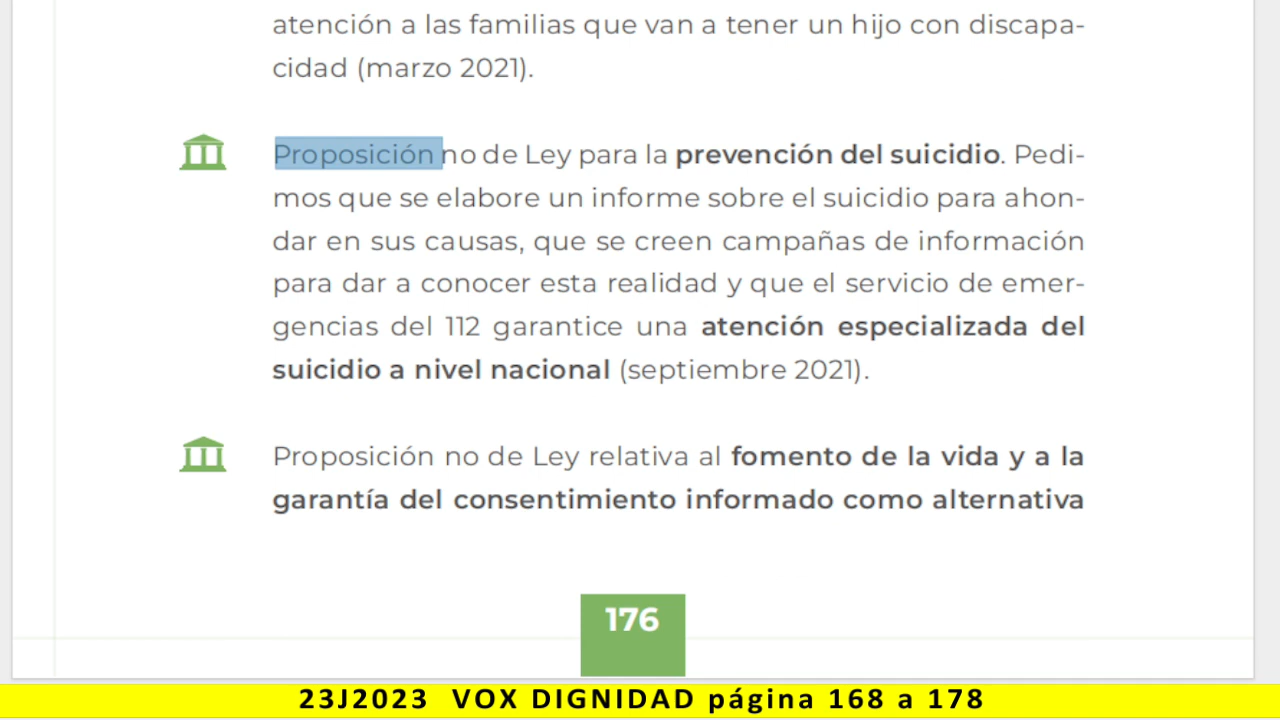 atención a las familias que van a tener un hijo con discapa-
cidad (marzo 2021).
Proposición no de Ley para la prevención del suicidio. Pedi-
mos que se elabore un informe sobre el suicidio para ahon-
dar en sus causas, que se creen campañas de información
para dar a conocer esta realidad y que el servicio de emer-
gencias del 112 garantice una atención especializada del
suicidio a nivel nacional (septiembre 2021).
Proposición no de Ley relativa al fomento de la vida y a la
garantía del consentimiento informado como alternativa
176
23J2023 VOX DIGNIDAD página 168 a 178